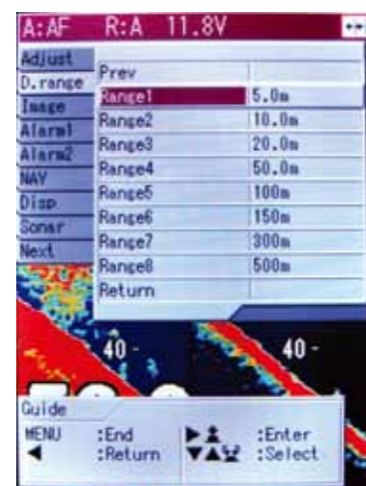 A:AF R:A 11.8V
Adjust
D.range
Image
Alarm1
Alarm2
NAV
Disp
Sonar
Next
Prev
Range1 5.0m
Range2 10.0m
Range3 20.0m
Range4 50.0m
Range5 100m
Range6 150m
Range7 300m
Range8 500m
Return
40 - 40 -
Guide
MENU :End :Enter
◀ :Return ▼▲ :Select